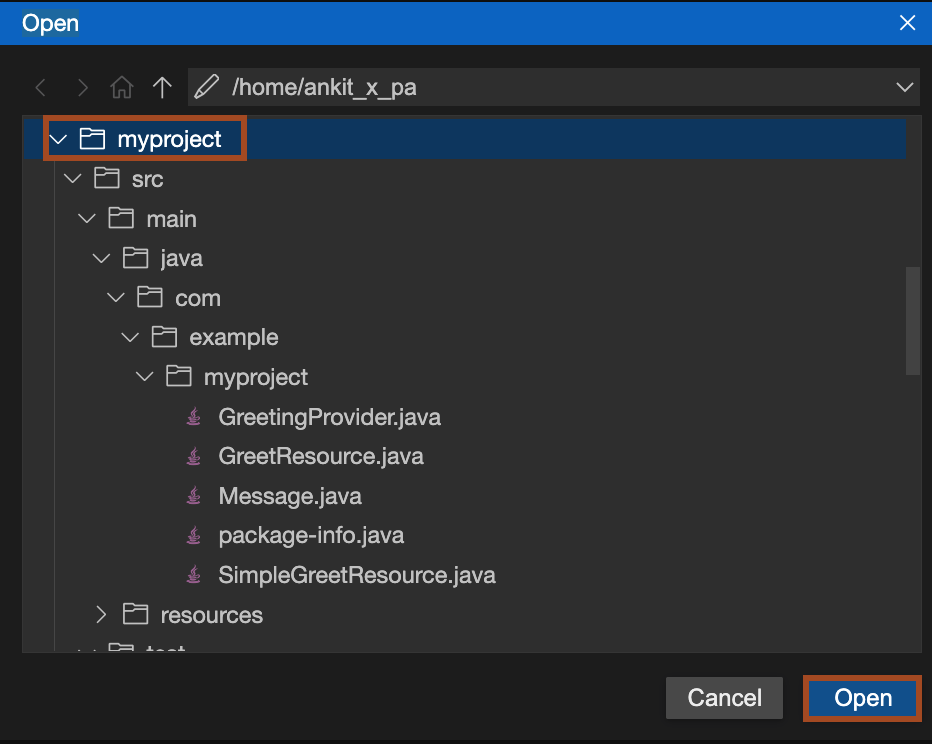 Open
/home/ankit_x_pa
myproject
src
main
java
com
example
myproject
GreetingProvider.java
GreetResource.java
Message.java
package-info.java
SimpleGreetResource.java
resources
test
Cancel
Open